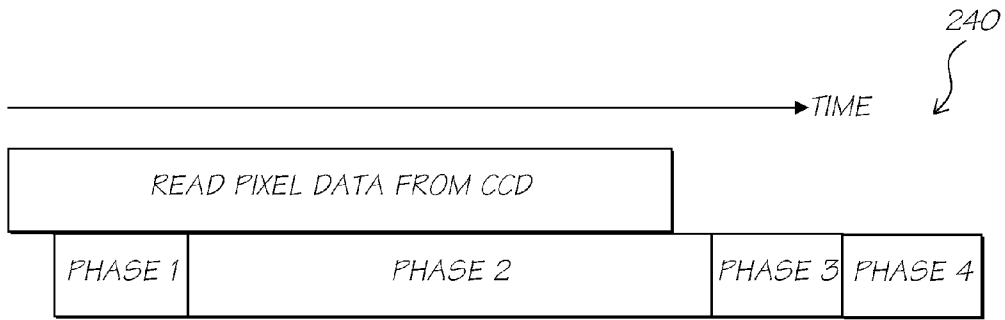 240
TIME
READ PIXEL DATA FROM CCD
PHASE 1 PHASE 2 PHASE 3 PHASE 4